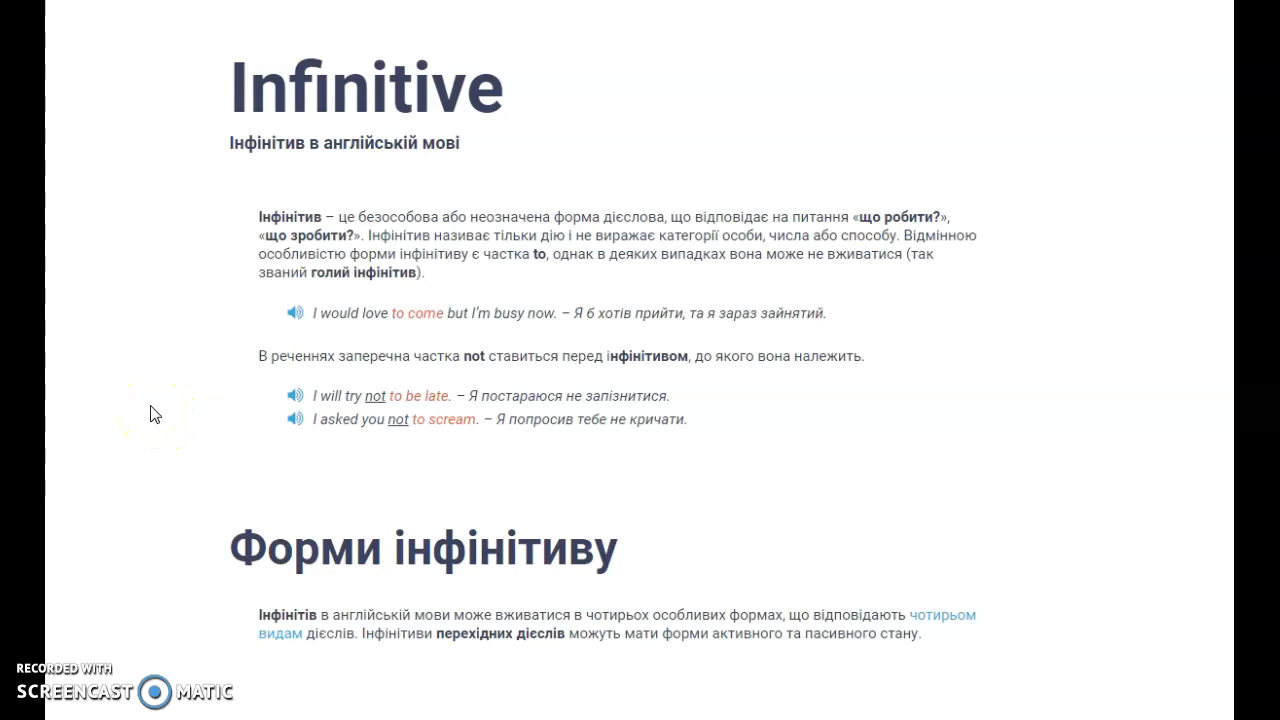 Infinitive
Інфінітив в англійській мові
Інфінітив – це безособова або неозначена форма дієслова, що відповідає на питання «що робити?»,
«що зробити?». Інфінітив називає тільки дію і не виражає категорії особи, числа або способу. Відмінною
особливістю форми інфінітиву є частка to, однак в деяких випадках вона може не вживатися (так
званий голий інфінітив).
I would love to come but I'm busy now. – Я б хотів прийти, та я зараз зайнятий.
В реченнях заперечна частка not ставиться перед інфінітивом, до якого вона належить.
I will try not to be late. – Я постараюся не запізнитися.
I asked you not to scream. – Я попросив тебе не кричати.
Форми інфінітиву
Інфінітів в англійській мови може вживатися в чотирьох особливих формах, що відповідають чотирьом
видам дієслів. Інфінітиви перехідних дієслів можуть мати форми активного та пасивного стану.
RECORDED WITH
SCREENCAST MATIC